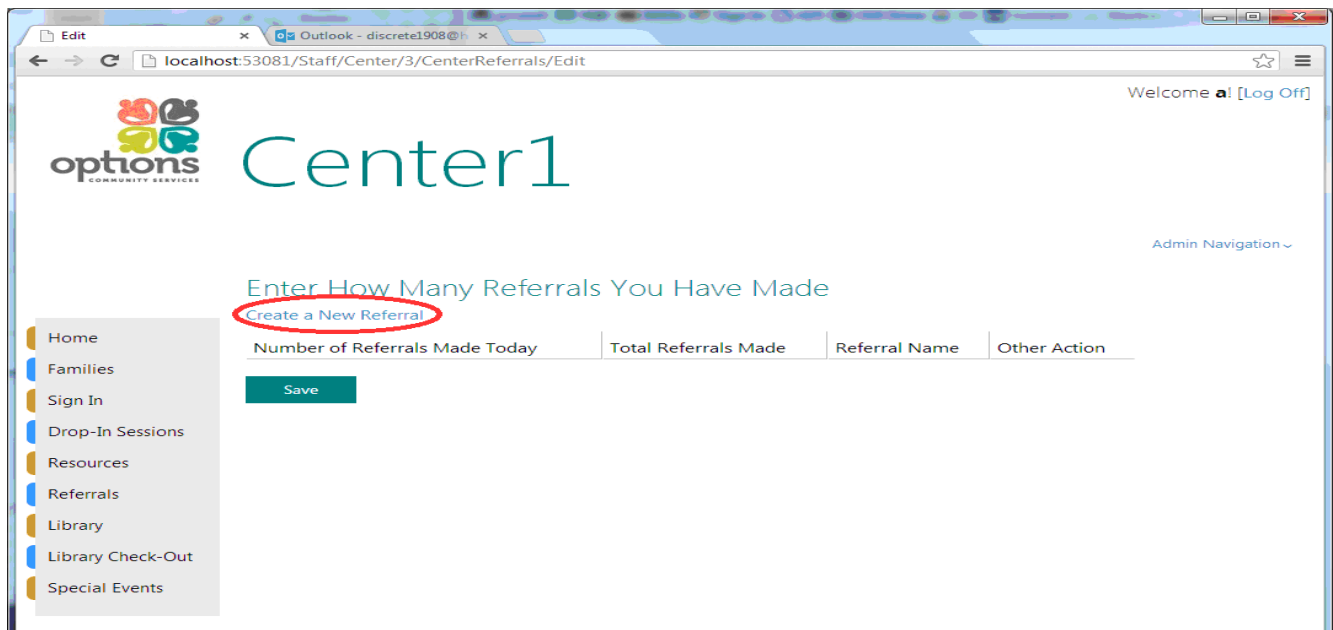 Edit
Outlook - discrete1908@h
localhost:53081/Staff/Center/3/CenterReferrals/Edit
Welcome a! [Log Off]
options
COMMUNITY SERVICES
Center1
Admin Navigation
Enter How Many Referrals You Have Made
Create a New Referral
Number of Referrals Made Today Total Referrals Made Referral Name Other Action
Save
Home
Families
Sign In
Drop-In Sessions
Resources
Referrals
Library
Library Check-Out
Special Events